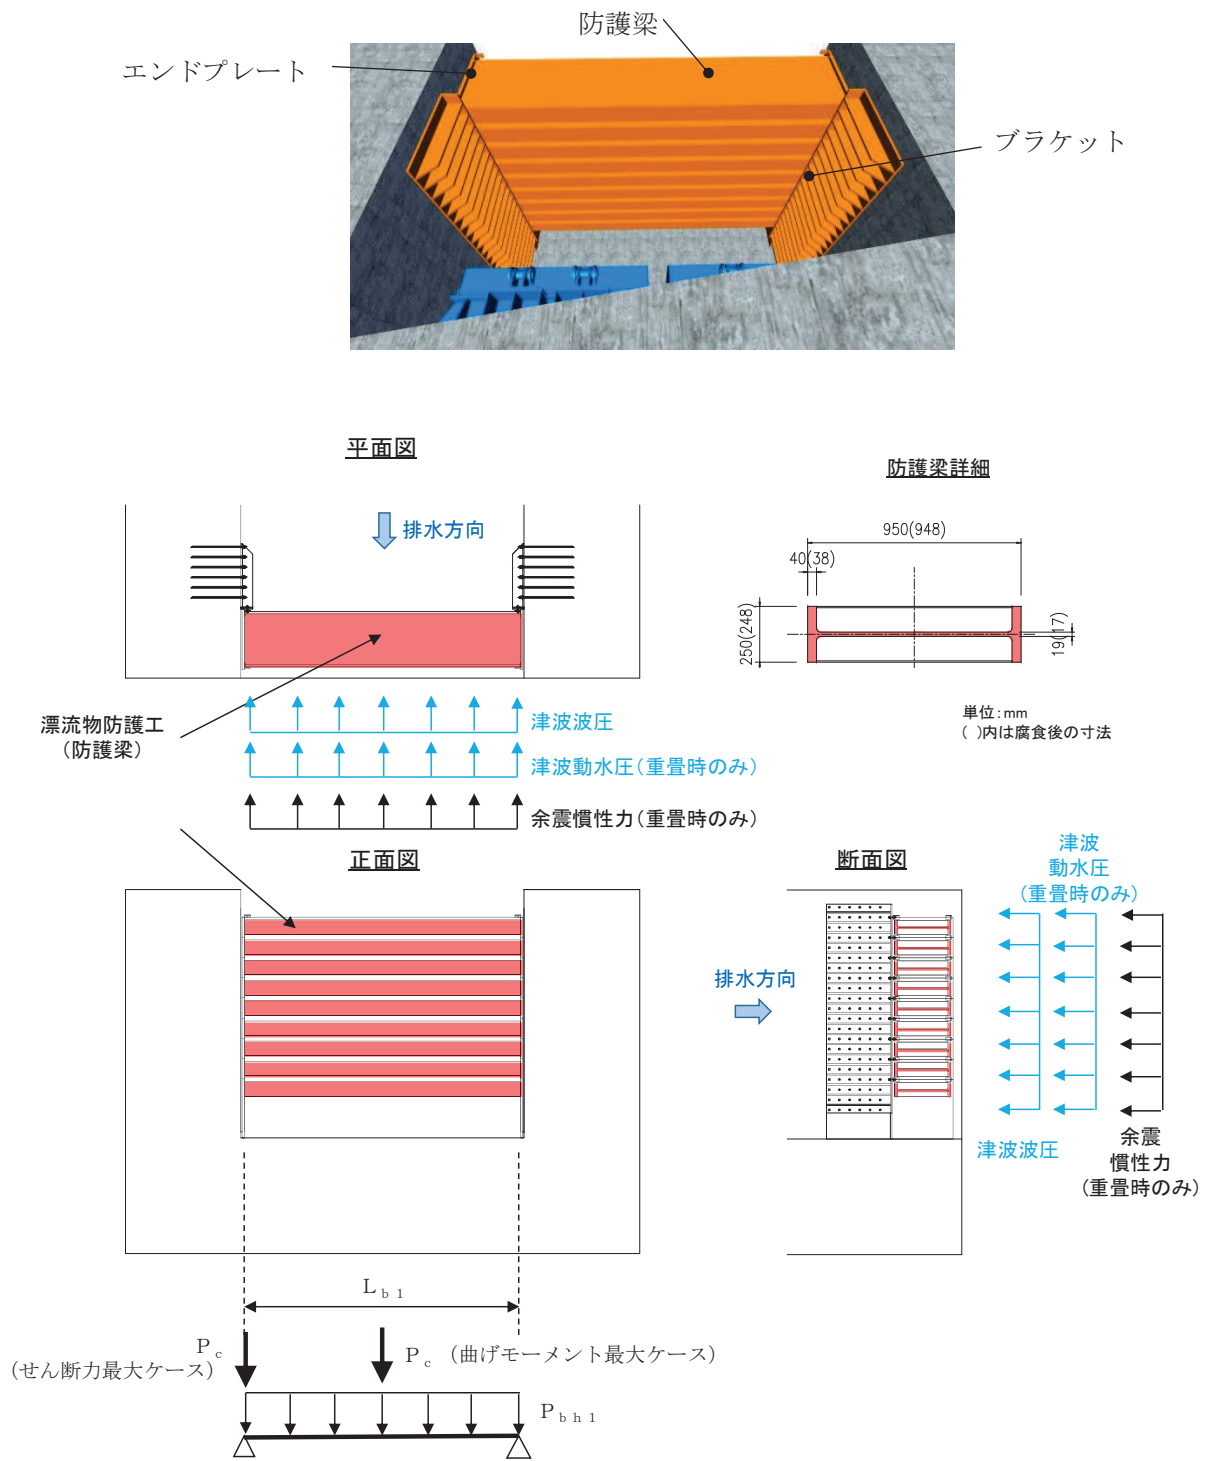 防護梁
エンドプレート
ブラケット
平面図
防護梁詳細
排水方向
950(948)
40(38)
250(248)
19(17)
単位:mm
( )内は腐食後の寸法
漂流物防護工
(防護梁)
津波波圧
津波動水圧(重畳時のみ)
余震慣性力(重畳時のみ)
正面図
断面図
津波
動水圧
(重畳時のみ)
排水方向
津波波圧
余震
慣性力
(重畳時のみ)
Lb1
Pc
(せん断力最大ケース)
Pc (曲げモーメント最大ケース)
Pbh1